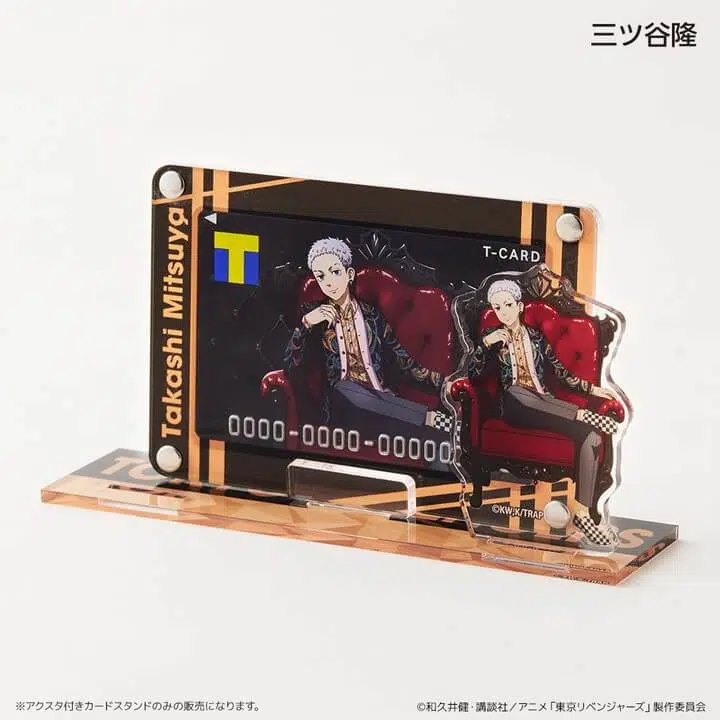 三ツ谷隆
Takashi Mitsuya
T
T-CARD
0000-0000-00000
©KW,K/TRAP
※アクスタ付きカードスタンドのみの販売になります。
©和久井健・講談社／アニメ「東京リベンジャーズ」製作委員会